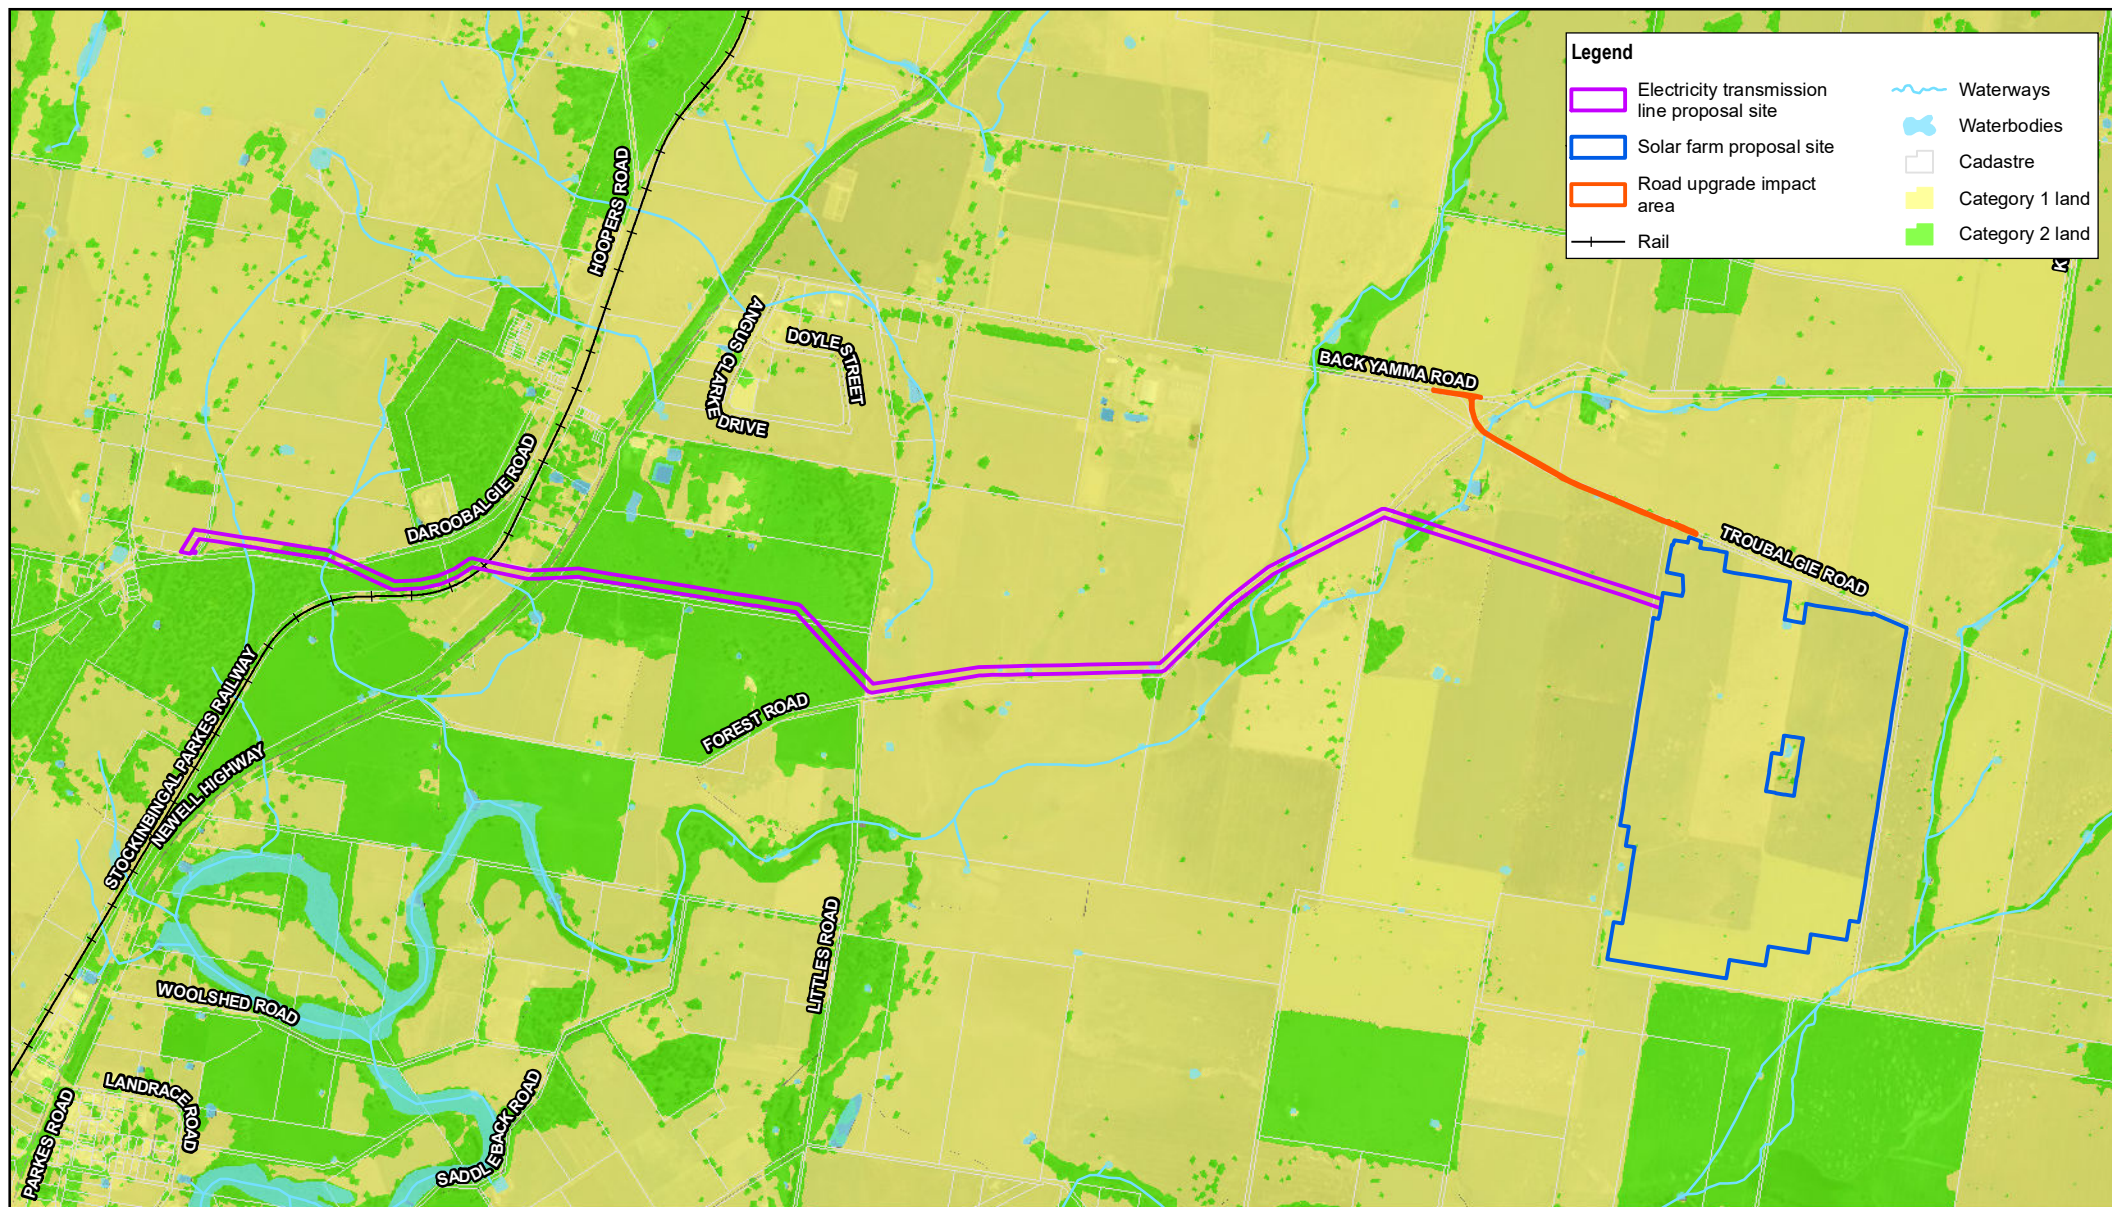 Legend
Electricity transmission
line proposal site
Solar farm proposal site
Road upgrade impact
area
Rail
Waterways
Waterbodies
Cadastre
Category 1 land
Category 2 land
K
HOOPERS ROAD
ANGUS CLARKE
DRIVE
DOYLE STREET
BACK YAMMA ROAD
DAROOBALGIE ROAD
TROUBALGIE ROAD
FOREST ROAD
STOCKINBINGAL PARKES RAILWAY
NEWELL HIGHWAY
LITTLES ROAD
WOOLSHED ROAD
LANDRACE ROAD
PARKES ROAD
SADDLEBACK ROAD